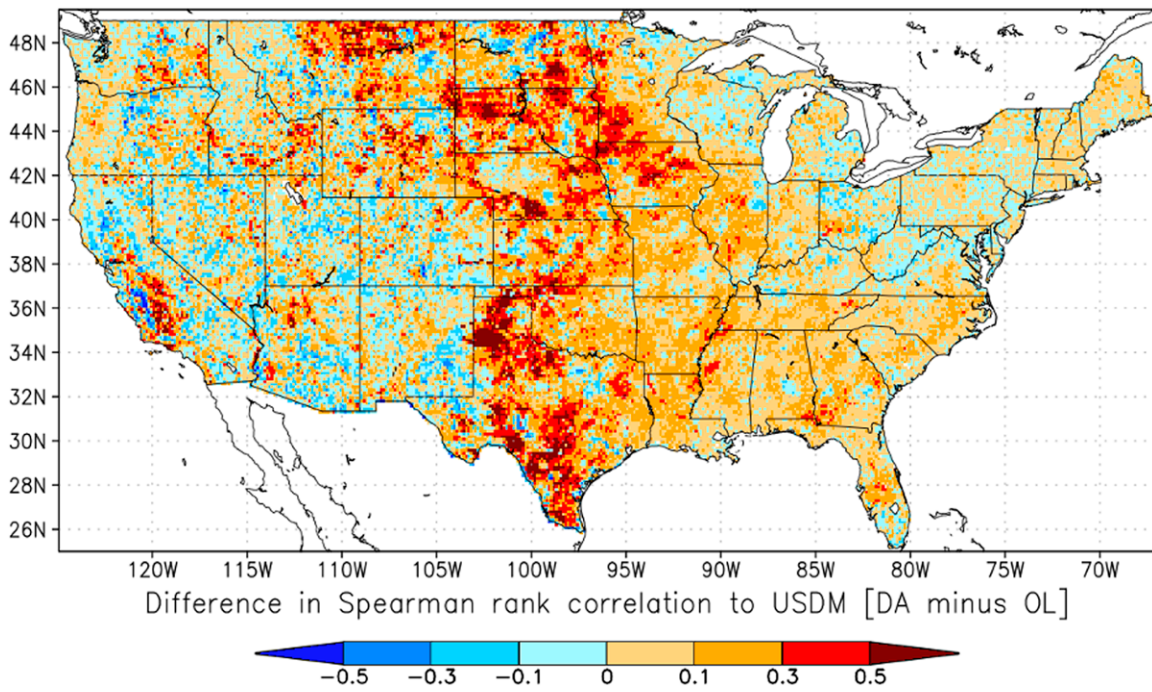 48N
46N
44N
42N
40N
38N
36N
34N
32N
30N
28N
26N
120W 115W 110W 105W 100W 95W 90W 85W 80W 75W 70W
Difference in Spearman rank correlation to USDM [DA minus OL]
−0.5 −0.3 −0.1 0 0.1 0.3 0.5